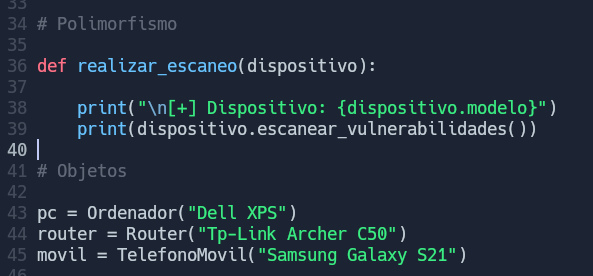 33
34 # Polimorfismo
35
36 def realizar_escaneo(dispositivo):
37
38     print("\n[+] Dispositivo: {dispositivo.modelo}")
39     print(dispositivo.escanear_vulnerabilidades())
40
41 # Objetos
42
43 pc = Ordenador("Dell XPS")
44 router = Router("Tp-Link Archer C50")
45 movil = TelefonoMovil("Samsung Galaxy S21")
46